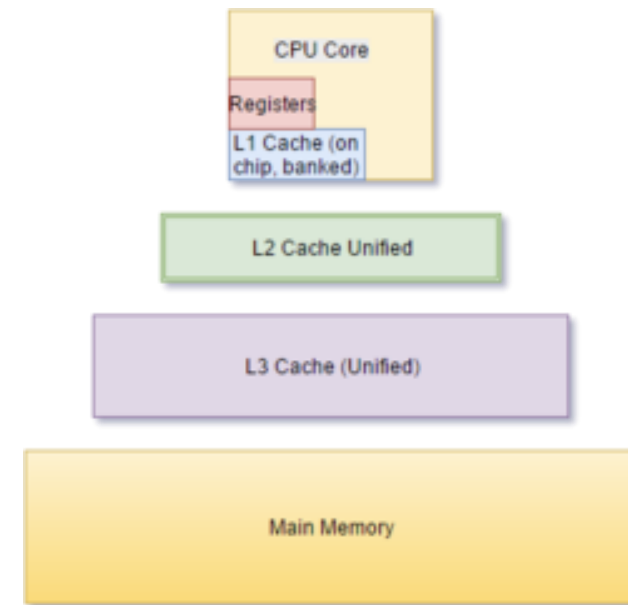 CPU Core
Registers
L1 Cache (on
chip, banked)
L2 Cache Unified
L3 Cache (Unified)
Main Memory